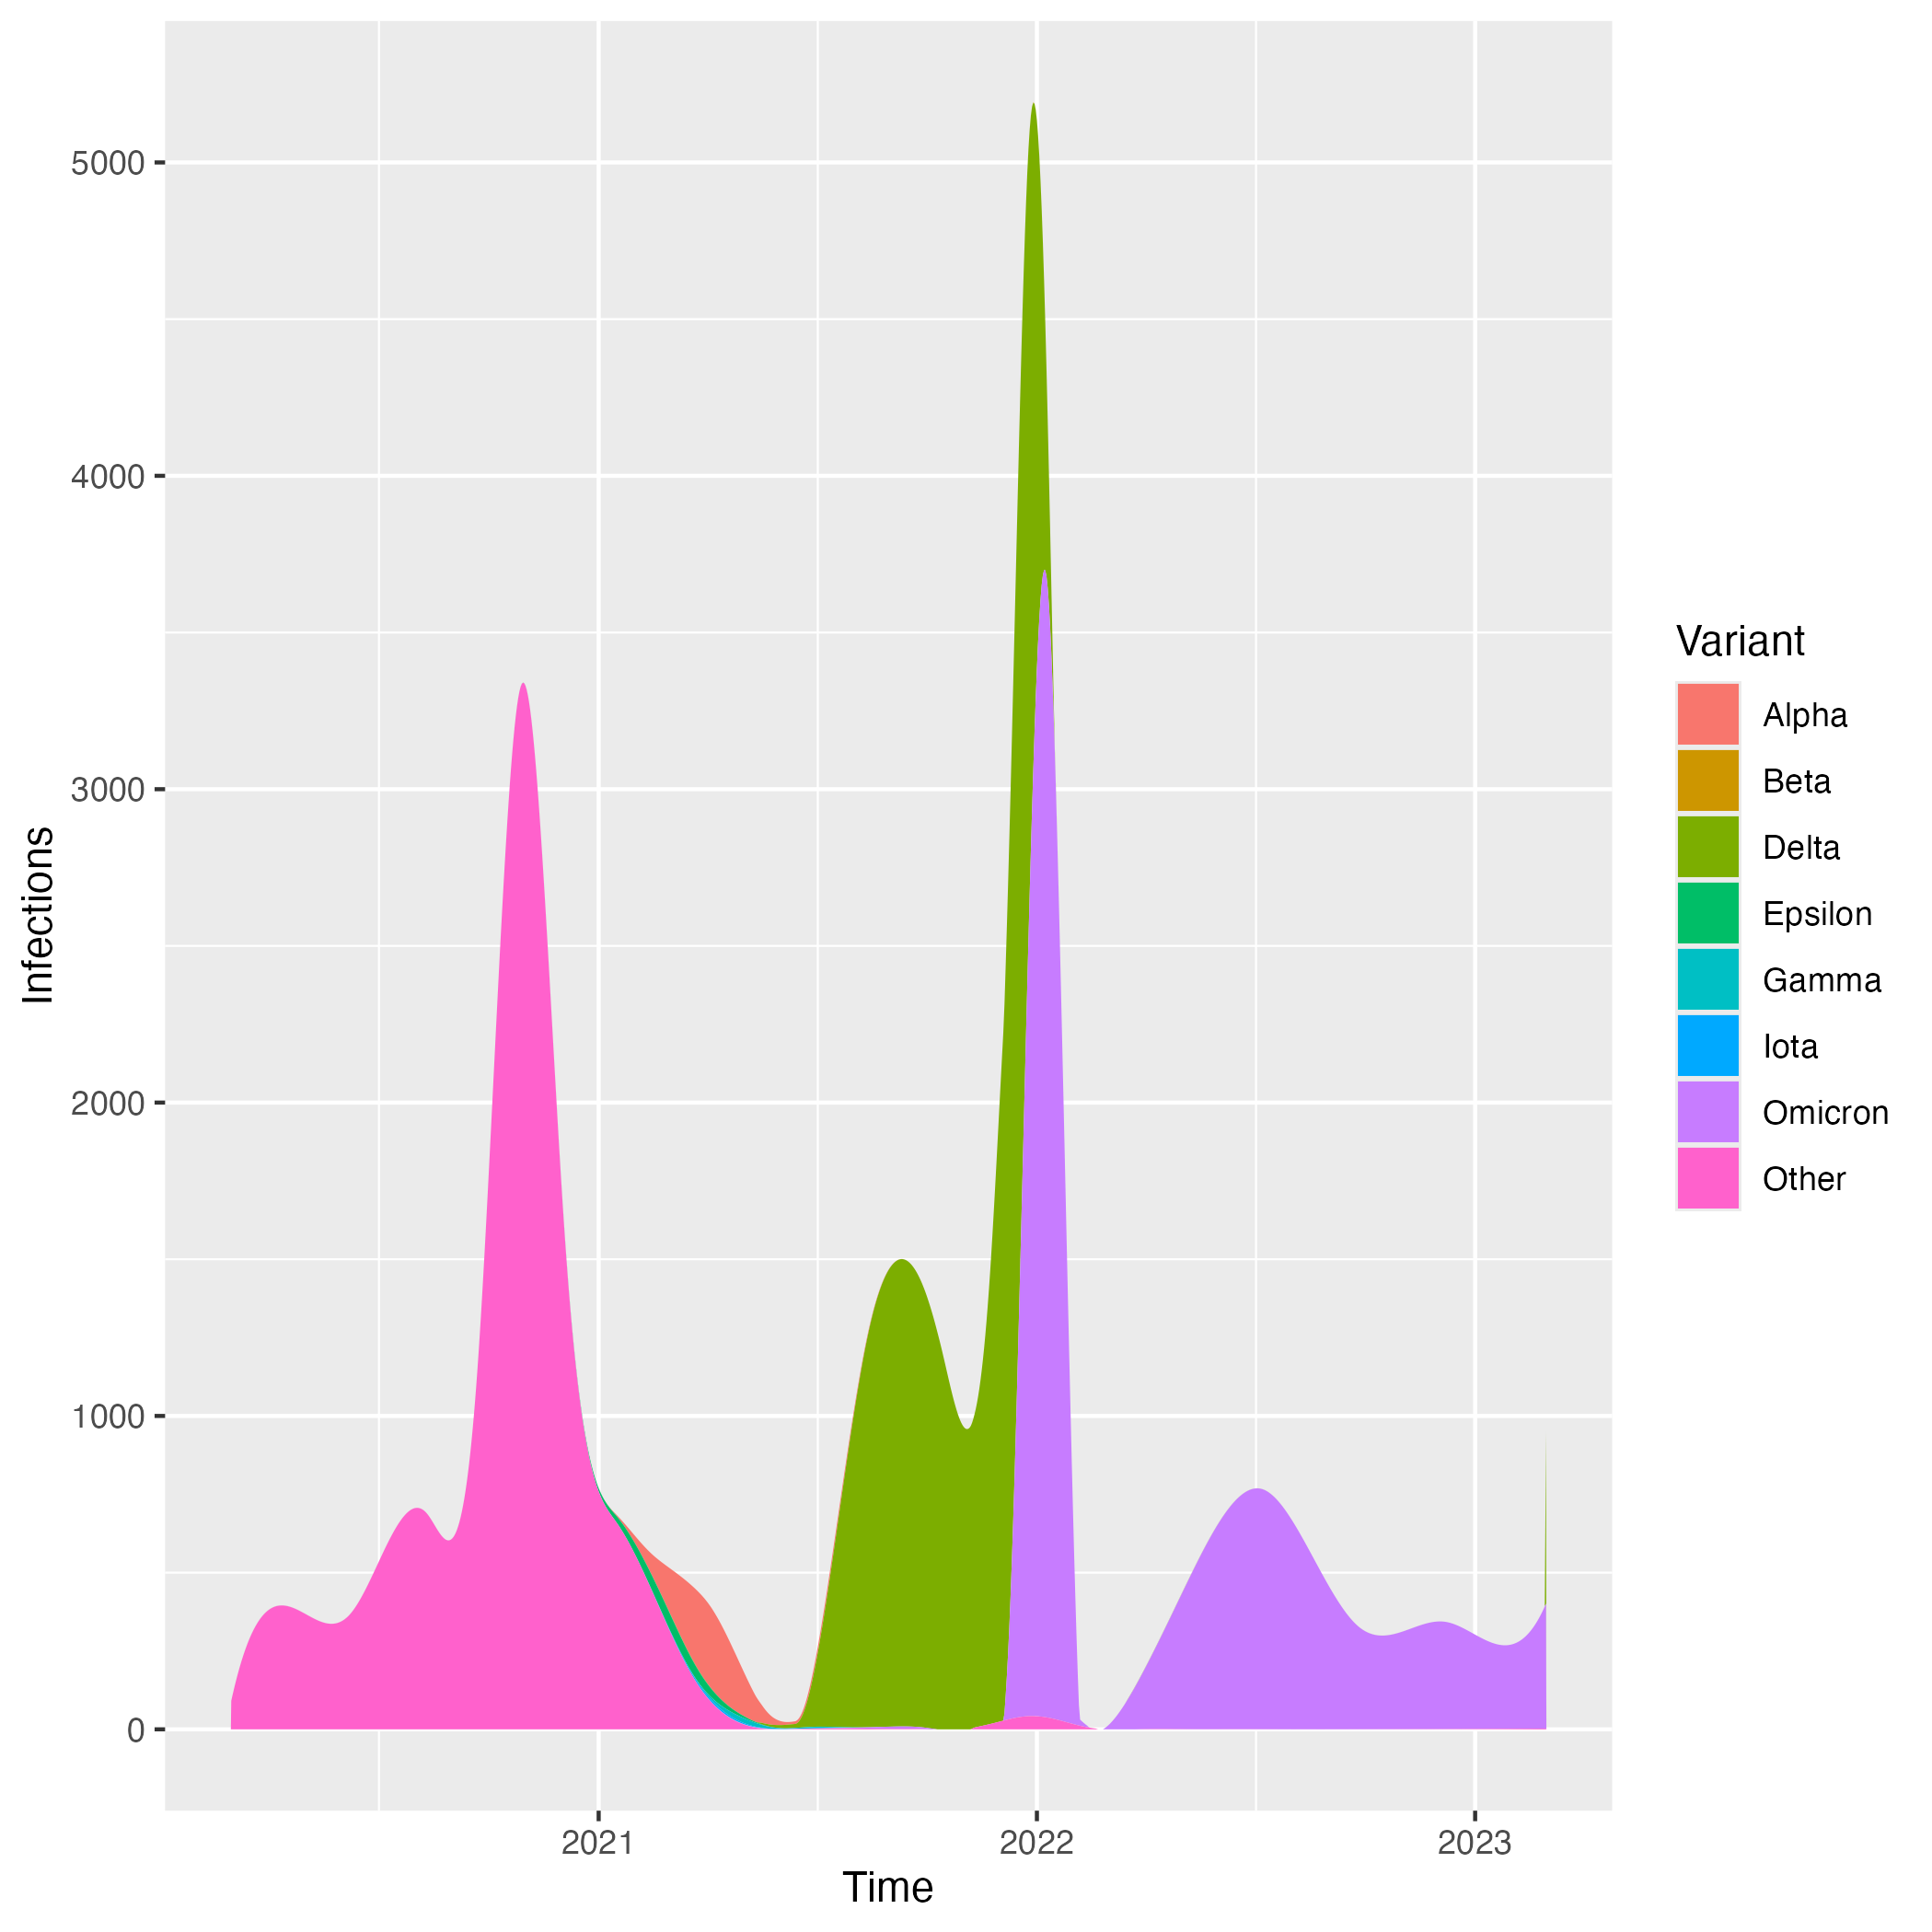 5000
4000
3000
2000
1000
0
Infections
2021
2022
2023
Time
Variant
Alpha
Beta
Delta
Epsilon
Gamma
Iota
Omicron
Other